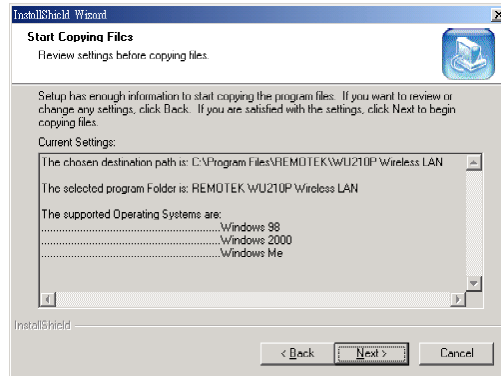 InstallShield Wizard
Start Copying Files
Review settings before copying files.
Setup has enough information to start copying the program files. If you want to review or
change any settings, click Back. If you are satisfied with the settings, click Next to begin
copying files.
Current Settings:
The chosen destination path is: C:\Program Files\REMOTEK\WU210P Wireless LAN
The selected program Folder is: REMOTEK WU210P Wireless LAN
The supported Operating Systems are:
.............................................Windows 98
.............................................Windows 2000
.............................................Windows Me
InstallShield
< Back
Next >
Cancel